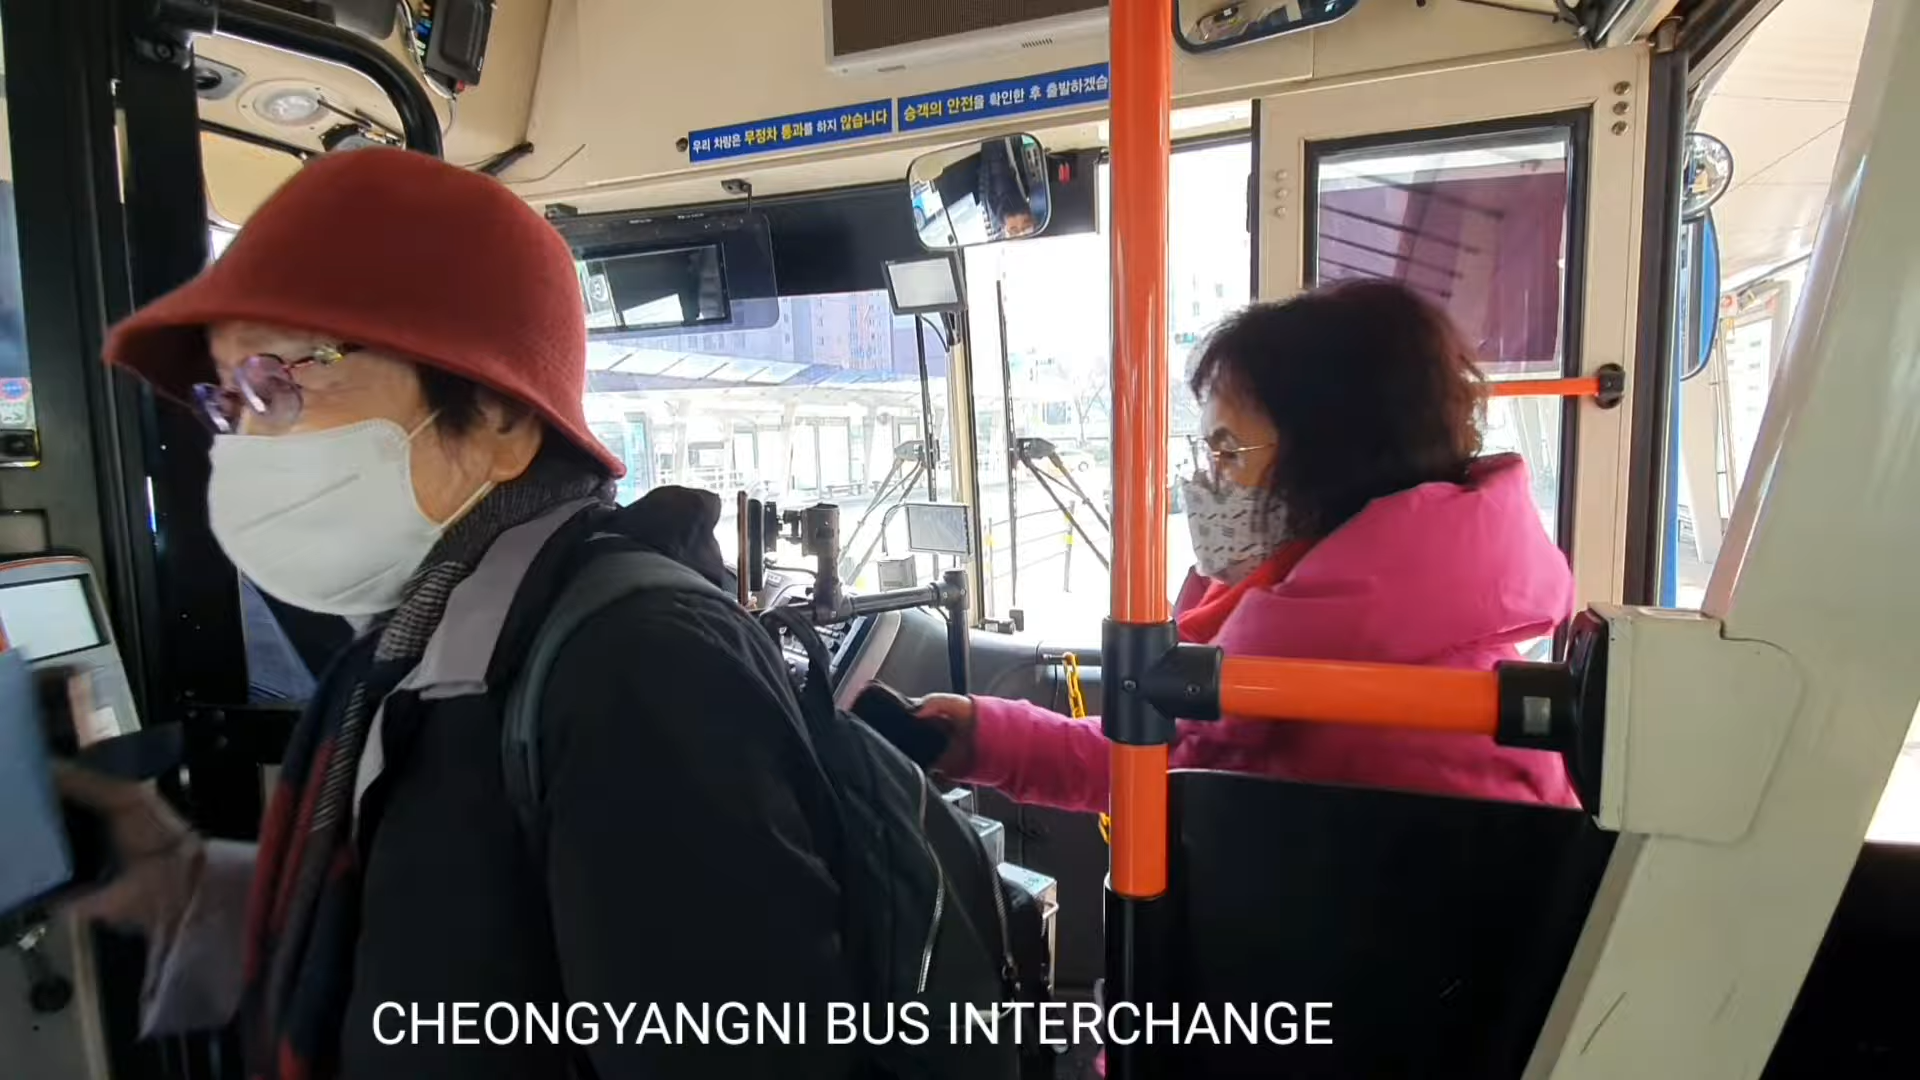 우리 차량은 무정차 통과를 하지 않습니다
승객의 안전을 확인한 후 출발하겠습
CHEONGYANGNI BUS INTERCHANGE